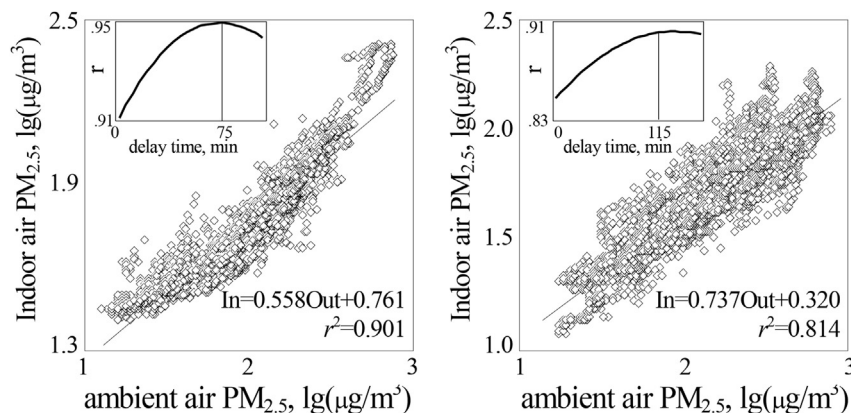 2.5
.95
r
.91
0
75
delay time, min
1.9
1.3
Indoor air PM2.5, lg(μg/m³)
In=0.558Out+0.761
r²=0.901
1
2
3
ambient air PM2.5, lg(μg/m³)
2.5
.91
r
.83
0
115
delay time, min
2.0
1.5
1.0
Indoor air PM2.5, lg(μg/m³)
In=0.737Out+0.320
r²=0.814
1
2
3
ambient air PM2.5, lg(μg/m³)